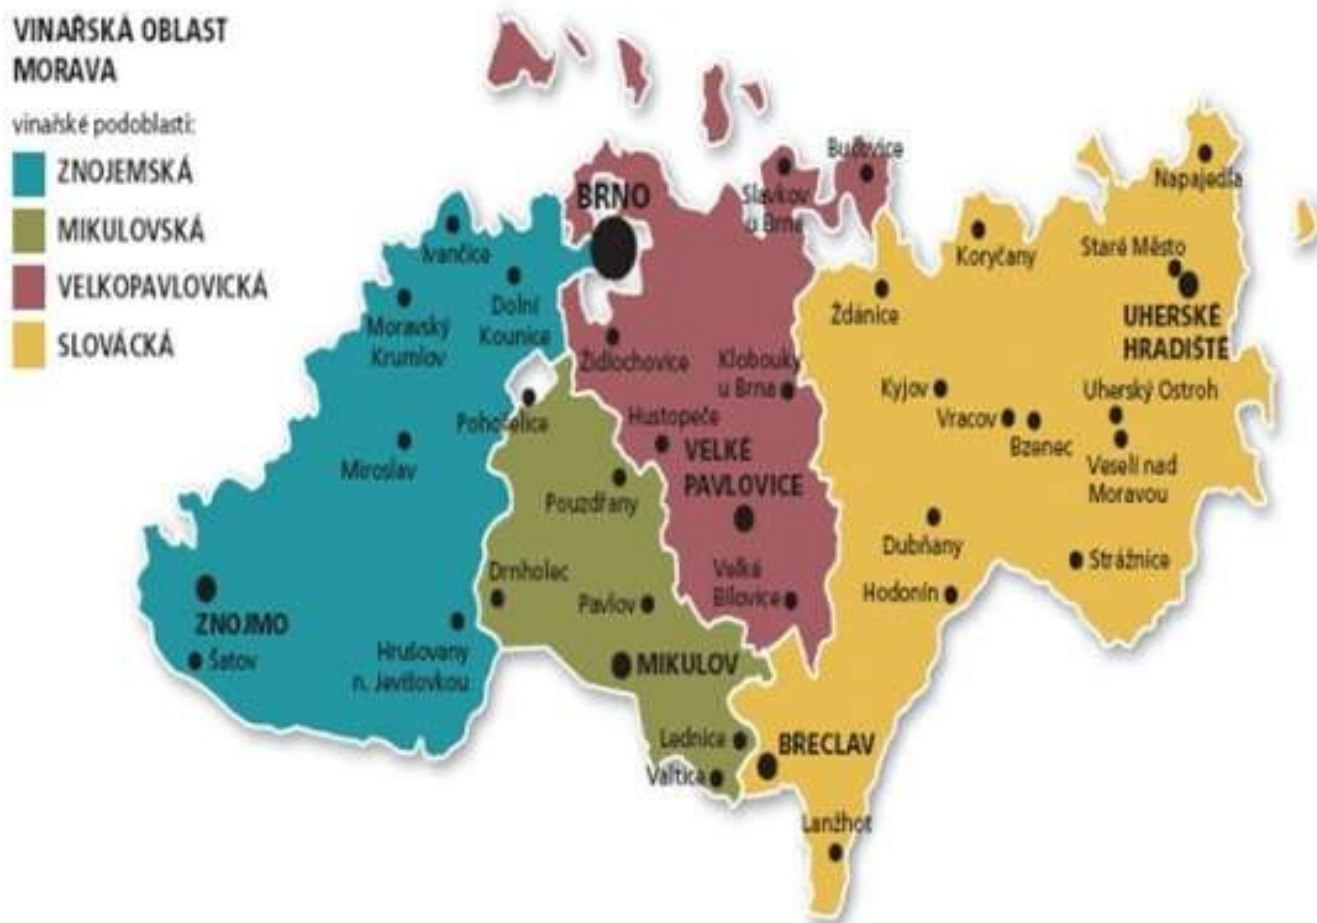 VINAŘSKÁ OBLAST
MORAVA
vinařské podoblasti:
ZNOJEMSKÁ
MIKULOVSKÁ
VELKOPAVLOVICKÁ
SLOVÁCKÁ
BRNO
Slavkov
u Brna
Bučovice
Napajedla
Ivančice
Koryčany
Staré Město
Dolní
Kounice
Moravský
Krumlov
Ždánice
UHERSKÉ
HRADIŠTĚ
Židlochovice
Klobouky
u Brna
Kyjov
Uherský Ostroh
Pohořelice
Hustopeče
Vracov
Bzenec
Miroslav
VELKÉ
PAVLOVICE
Veselí nad
Moravou
Pouzdřany
Dubňany
Strážnice
Drnholec
Velké
Bílovice
Hodonín
Pavlov
ZNOJMO
Šatov
Hrušovany
n. Jevišovkou
MIKULOV
Lednice
BŘECLAV
Valtice
Lanžhot